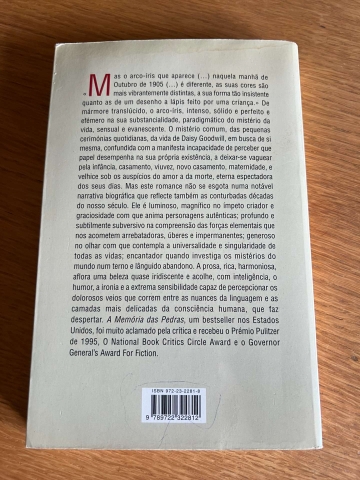 « Mas o arco-íris que aparece (...) naquela manhã de
Outubro de 1905 (...) é diferente, as suas cores são
mais vibrantemente distintas, a sua forma tão insistente
quanto as de um desenho a lápis feito por uma criança.» De
mármore translúcido, o arco-íris, intenso, sólido e perfeito e
efémero na sua substancialidade, paradigmático do mistério da
vida, sensual e evanescente. O mistério comum, das pequenas
cerimónias quotidianas, da vida de Daisy Goodwill, em busca de si
mesma, confundida com a manifesta incapacidade de perceber que
papel desempenha na sua própria existência, a deixar-se vaguear
pela infância, casamento, viuvez, novo casamento, maternidade, e
velhice sob os auspícios do amor a da morte, eterna espectadora
dos seus dias. Mas este romance não se esgota numa notável
narrativa biográfica que reflecte também as conturbadas décadas
do nosso século. Ele é luminoso, magnífico no ímpeto criador e
graciosidade com que anima personagens autênticas; profundo e
subtilmente subversivo na compreensão das forças elementais que
nos acometem arrebatadoras, úberes e impermanentes; generoso
no olhar com que contempla a universalidade e singularidade de
todas as vidas; encantador quando investiga os mistérios do
mundo num terno e lânguido abandono. A prosa, rica, harmoniosa,
aflora uma beleza quase iridiscente e acolhe, com inteligência, o
humor, a ironia e a extrema sensibilidade capaz de percepcionar os
dolorosos veios que correm entre as nuances da linguagem e as
camadas mais delicadas da consciência humana, que faz
despertar. A Memória das Pedras, um bestseller nos Estados
Unidos, foi muito aclamado pela crítica e recebeu o Prémio Pulitzer
de 1995, O National Book Critics Circle Award e o Governor
General's Award For Fiction.
ISBN 972-23-2281-8
9 789722 322812